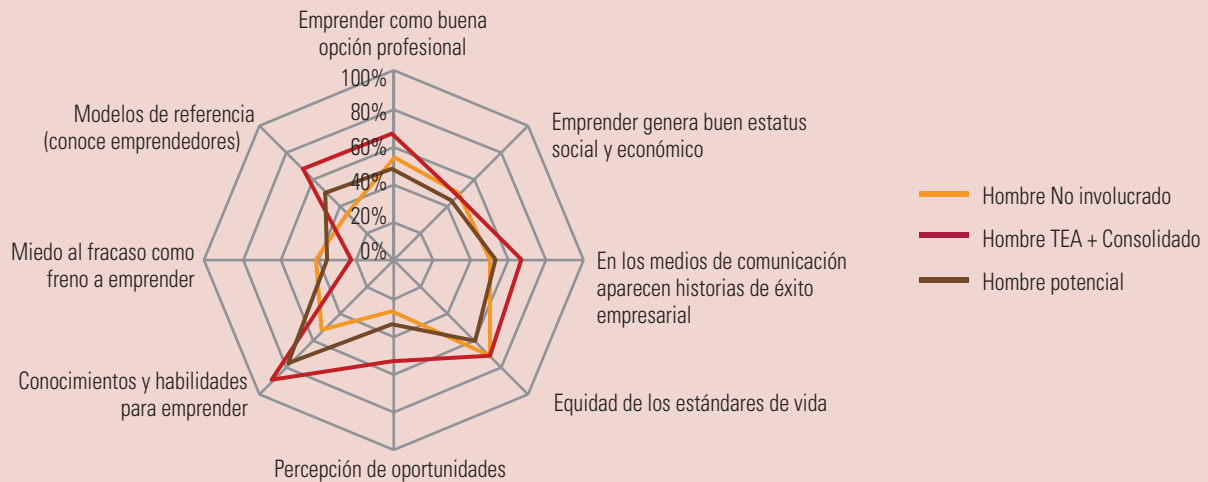 Emprender como buena
opción profesional
100%
80%
60%
40%
20%
0%
Modelos de referencia
(conoce emprendedores)
Emprender genera buen estatus
social y económico
Miedo al fracaso como
freno a emprender
En los medios de comunicación
aparecen historias de éxito
empresarial
Conocimientos y habilidades
para emprender
Equidad de los estándares de vida
Percepción de oportunidades
Hombre No involucrado
Hombre TEA + Consolidado
Hombre potencial